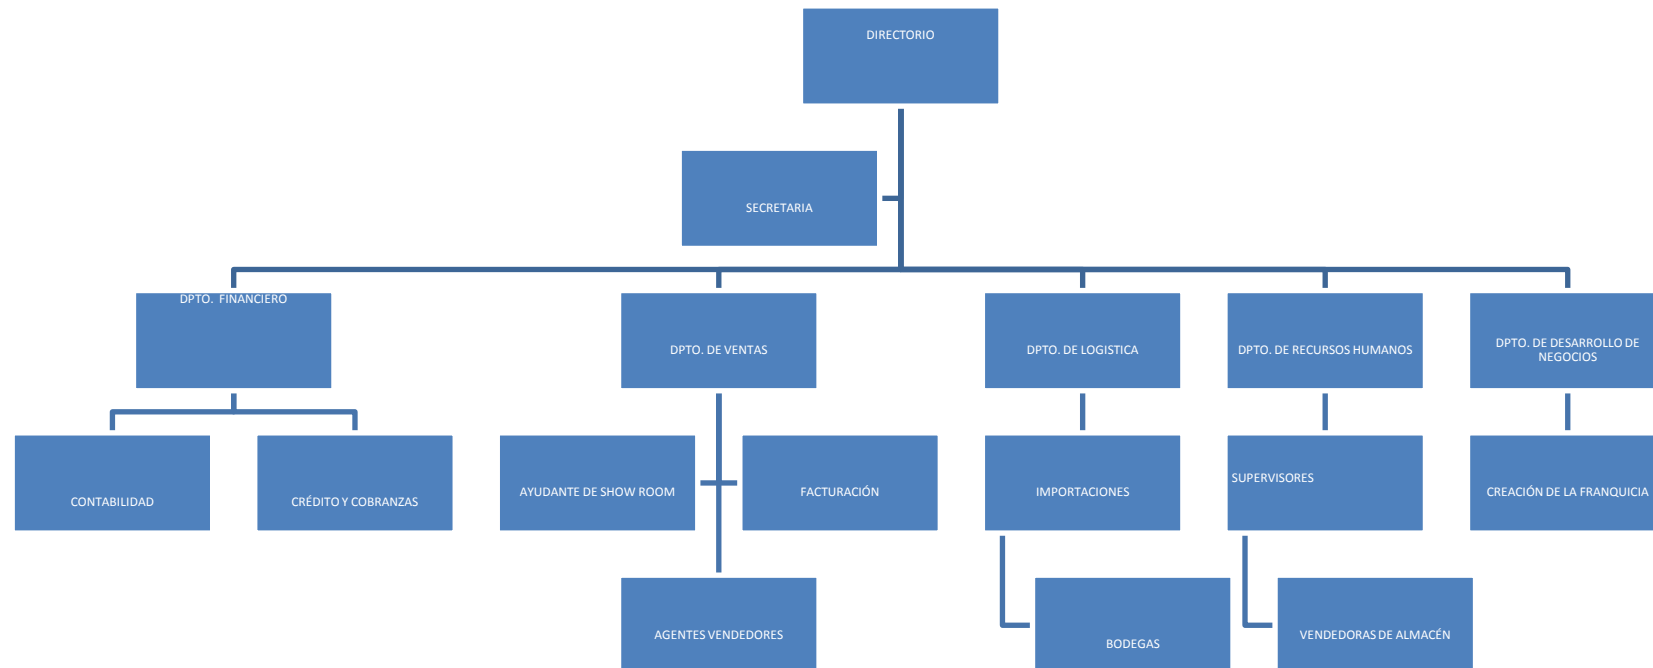 DIRECTORIO
SECRETARIA
DPTO. FINANCIERO
DPTO. DE VENTAS
DPTO. DE LOGISTICA
DPTO. DE RECURSOS HUMANOS
DPTO. DE DESARROLLO DE
NEGOCIOS
CONTABILIDAD
CRÉDITO Y COBRANZAS
AYUDANTE DE SHOW ROOM
FACTURACIÓN
IMPORTACIONES
SUPERVISORES
CREACIÓN DE LA FRANQUICIA
AGENTES VENDEDORES
BODEGAS
VENDEDORAS DE ALMACÉN